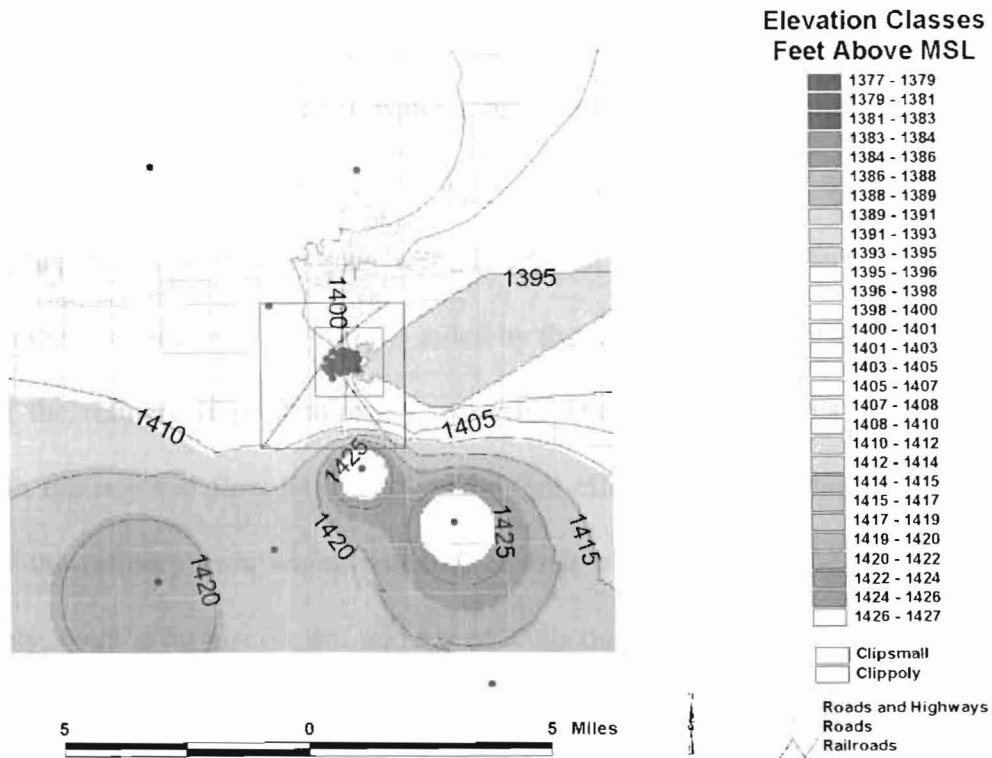 Elevation Classes
Feet Above MSL
1377 - 1379
1379 - 1381
1381 - 1383
1383 - 1384
1384 - 1386
1386 - 1388
1388 - 1389
1389 - 1391
1391 - 1393
1393 - 1395
1395 - 1396
1396 - 1398
1398 - 1400
1400 - 1401
1401 - 1403
1403 - 1405
1405 - 1407
1407 - 1408
1408 - 1410
1410 - 1412
1412 - 1414
1414 - 1415
1415 - 1417
1417 - 1419
1419 - 1420
1420 - 1422
1422 - 1424
1424 - 1426
1426 - 1427
Clipsmall
Clippoly
Roads and Highways
Roads
Railroads
1395
1400
1405
1410
1425
1420
1425
1415
1420
5 0 5 Miles